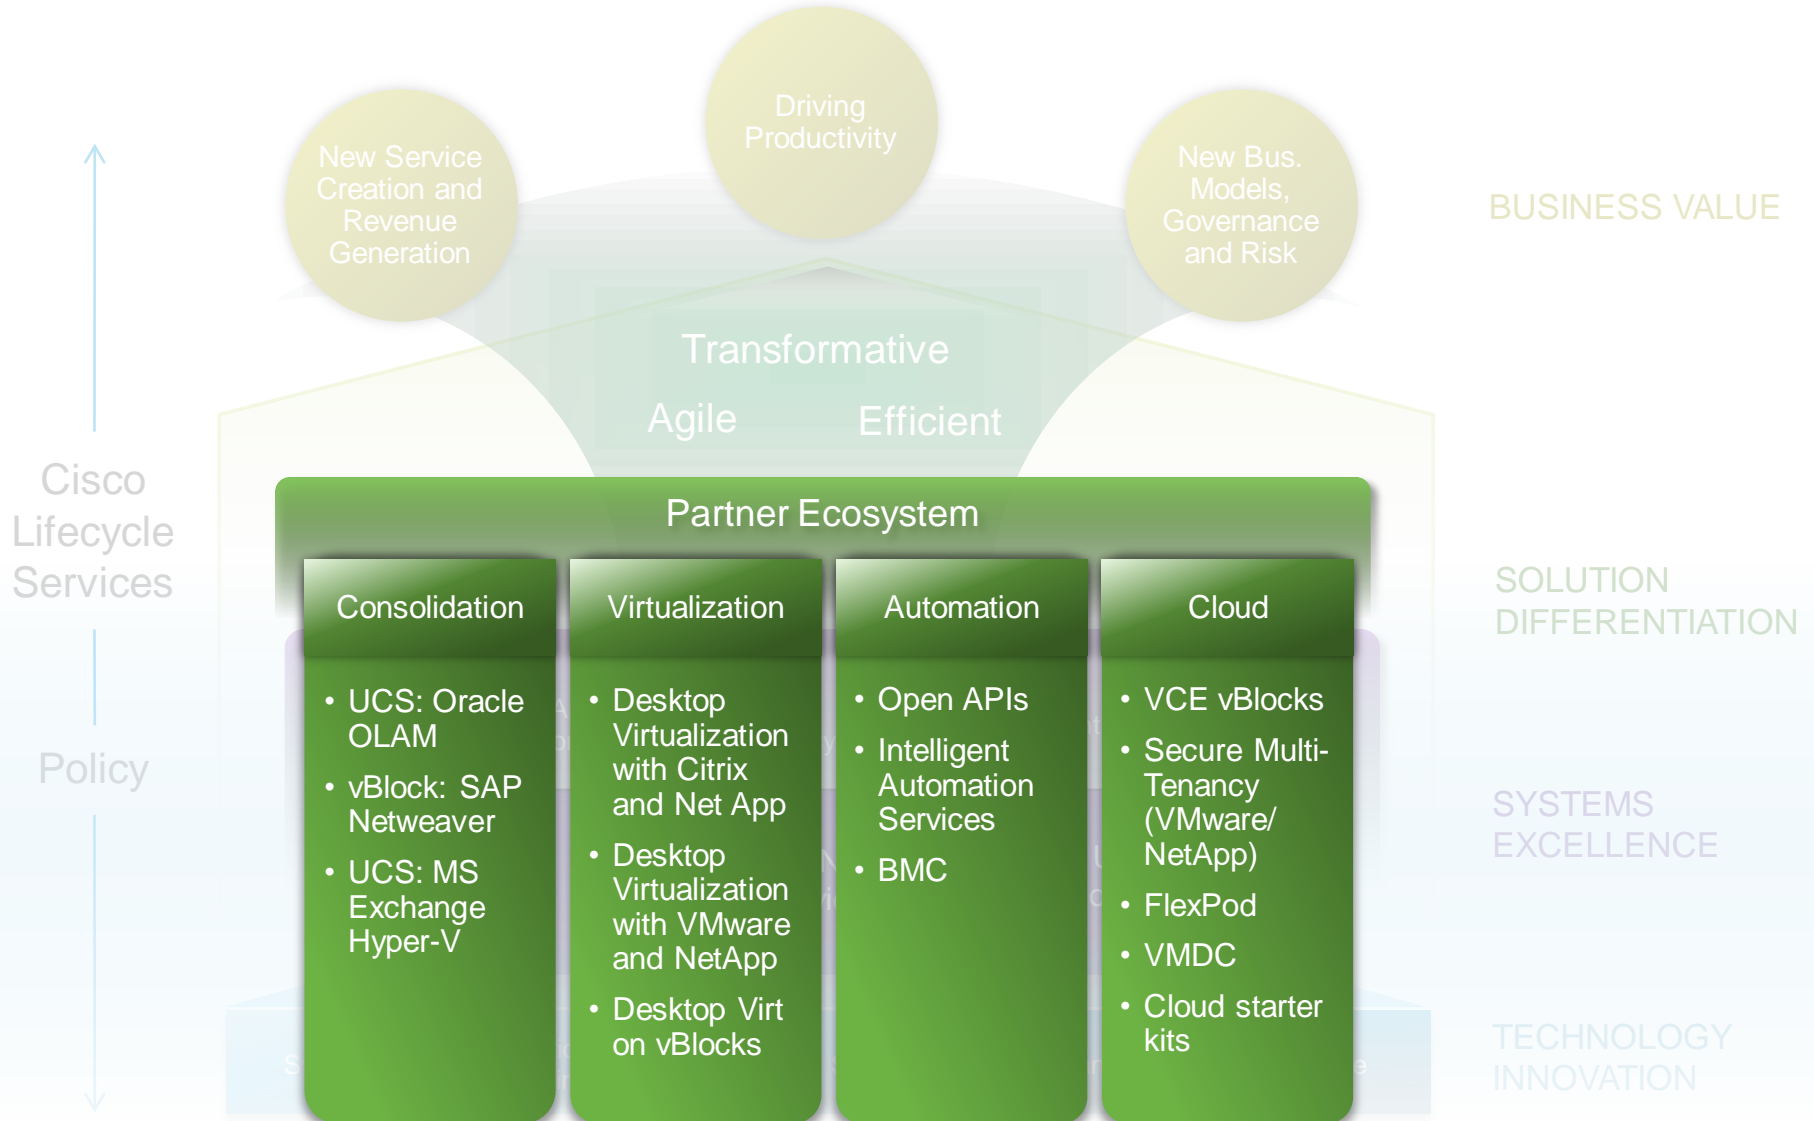 Driving
Productivity
New Service
Creation and
Revenue
Generation
New Bus.
Models,
Governance
and Risk
BUSINESS VALUE
Transformative
Agile
Efficient
Cisco
Lifecycle
Services
Policy
Partner Ecosystem
SOLUTION
DIFFERENTIATION
SYSTEMS
EXCELLENCE
TECHNOLOGY
INNOVATION
Consolidation
• UCS: Oracle
OLAM
• vBlock: SAP
Netweaver
• UCS: MS
Exchange
Hyper-V
Virtualization
• Desktop
Virtualization
with Citrix
and Net App
• Desktop
Virtualization
with VMware
and NetApp
• Desktop Virt
on vBlocks
Automation
• Open APIs
• Intelligent
Automation
Services
• BMC
Cloud
• VCE vBlocks
• Secure Multi-
Tenancy
(VMware/
NetApp)
• FlexPod
• VMDC
• Cloud starter
kits